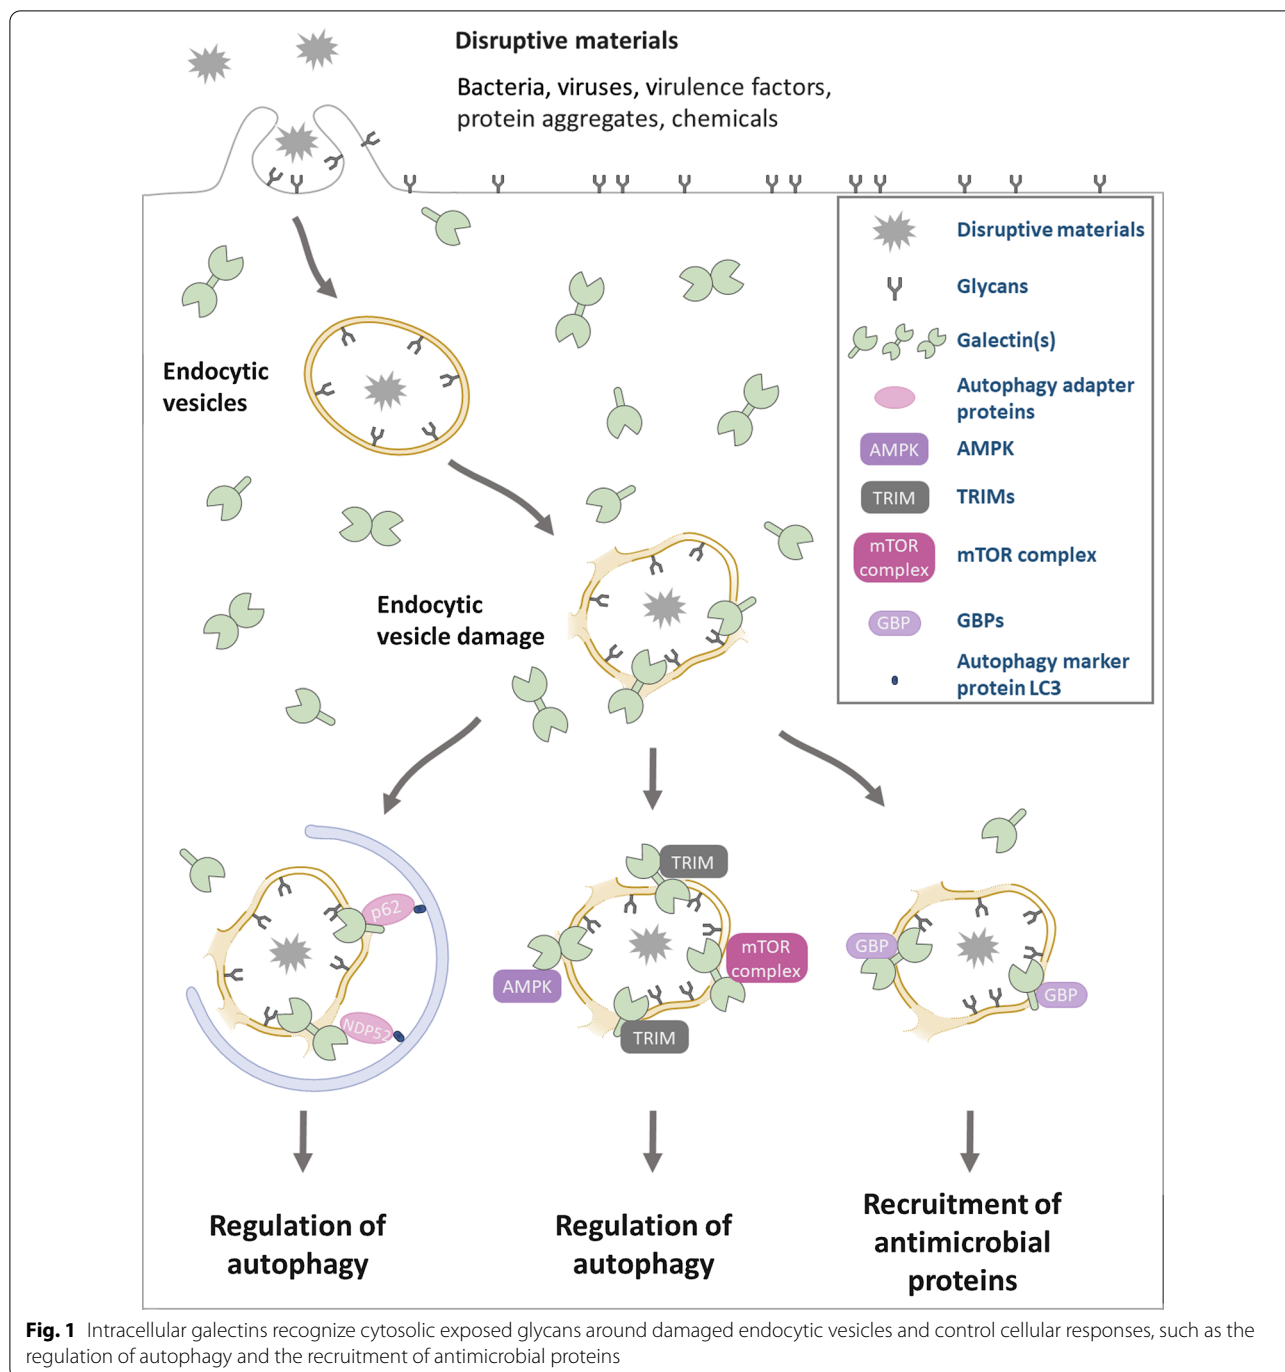 Disruptive materials
Bacteria, viruses, virulence factors,
protein aggregates, chemicals
Disruptive materials
Glycans
Galectin(s)
Autophagy adapter
proteins
AMPK
AMPK
TRIM
TRIMs
mTOR
complex
mTOR complex
GBP
GBPs
Autophagy marker
protein LC3
Endocytic
vesicles
Endocytic
vesicle damage
p62
NDP52
TRIM
mTOR
complex
AMPK
TRIM
GBP
GBP
Regulation of
autophagy
Regulation of
autophagy
Recruitment of
antimicrobial
proteins
Fig. 1 Intracellular galectins recognize cytosolic exposed glycans around damaged endocytic vesicles and control cellular responses, such as the
regulation of autophagy and the recruitment of antimicrobial proteins